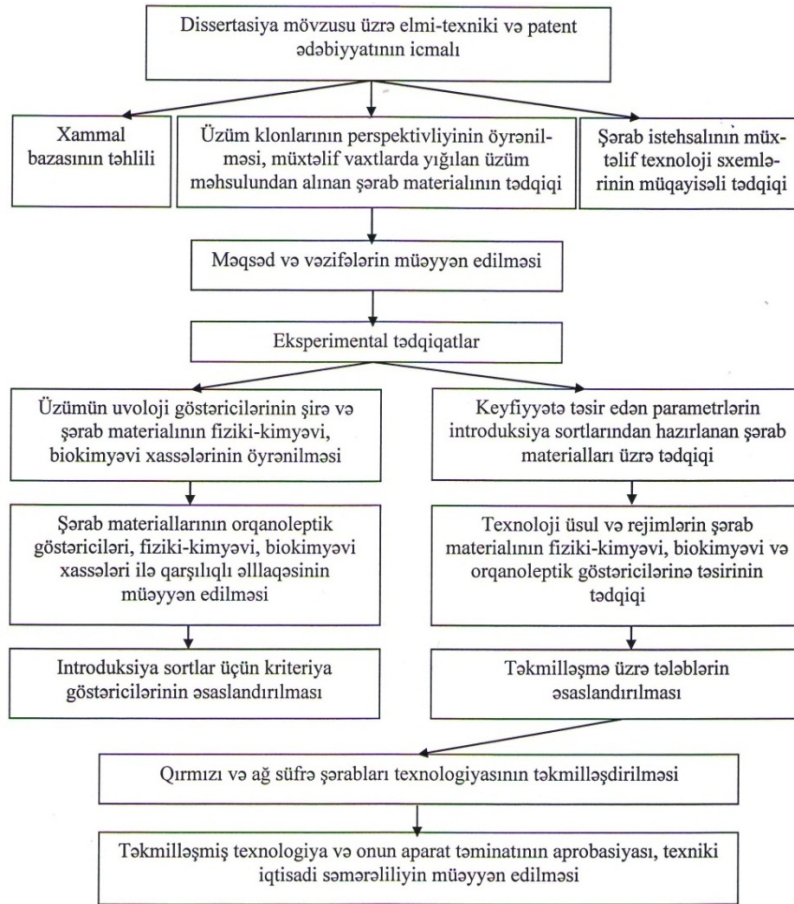 Dissertasiya mövzusu üzrə elmi-texniki və patent
ədəbiyyatının icmalı
Xammal
bazasının təhlili
Üzüm klonlarının perspektivliyinin öyrənil-
məsi, müxtəlif vaxtlarda yığılan üzüm
məhsulundan alınan şərab materialının tədqiqi
Şərab istehsalının müx-
təlif texnoloji sxemlə-
rinin müqayisəli tədqiqi
Məqsəd və vəzifələrin müəyyən edilməsi
Eksperimental tədqiqatlar
Üzümün uvoloji göstəricilərinin şirə və
şərab materialının fiziki-kimyəvi,
biokimyəvi xassələrinin öyrənilməsi
Keyfiyyətə təsir edən parametrlərin
introduksiya sortlarından hazırlanan şərab
materialları üzrə tədqiqi
Şərab materiallarının orqanoleptik
göstəriciləri, fiziki-kimyəvi, biokimyəvi
xassələri ilə qarşılıqlı əlllaqəsinin
müəyyən edilməsi
Texnoloji üsul və rejimlərin şərab
materialının fiziki-kimyəvi, biokimyəvi və
orqanoleptik göstəricilərinə təsirinin
tədqiqi
Introduksiya sortlar üçün kriteriya
göstəricilərinin əsaslandırılması
Təkmilləşmə üzrə tələblərin
əsaslandırılması
Qırmızı və ağ süfrə şərabları texnologiyasının təkmilləşdirilməsi
Təkmilləşmiş texnologiya və onun aparat təminatının aprobasiyası, texniki
iqtisadi səmərəliliyin müəyyən edilməsi